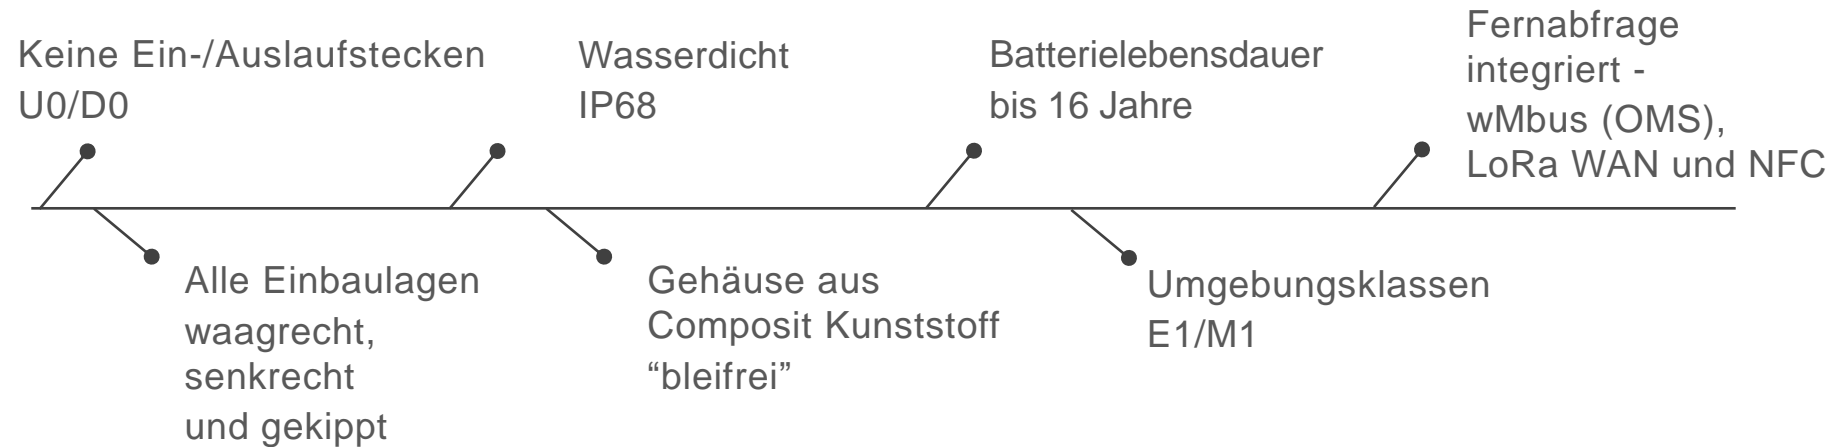 Keine Ein-/Auslaufstecken
U0/D0
Wasserdicht
IP68
Batterielebensdauer
bis 16 Jahre
Fernabfrage
integriert -
wMbus (OMS),
LoRa WAN und NFC
Alle Einbaulagen
waagrecht,
senkrecht
und gekippt
Gehäuse aus
Composit Kunststoff
“bleifrei”
Umgebungsklassen
E1/M1